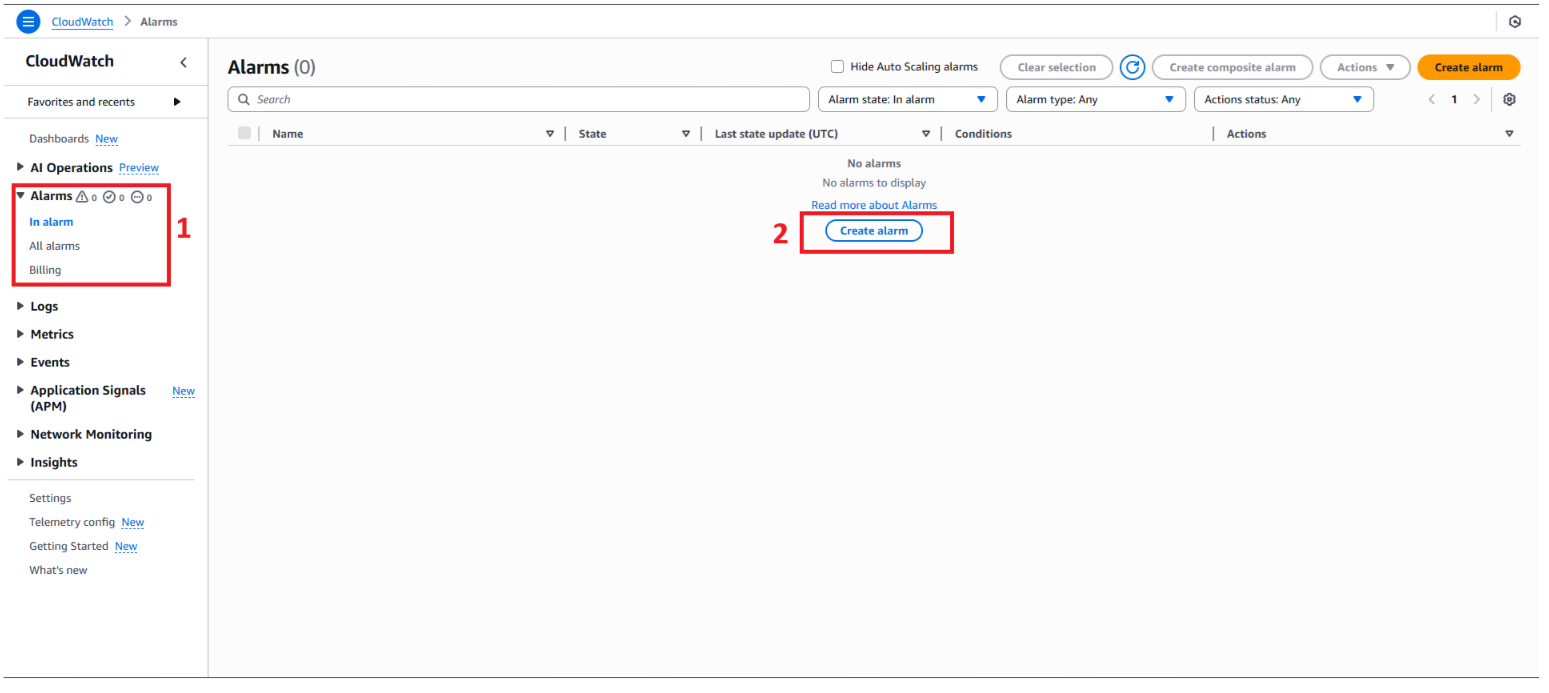 CloudWatch > Alarms
CloudWatch
Favorites and recents
Dashboards New
AI Operations Preview
Alarms 0 0 0
In alarm
All alarms
Billing
1
Logs
Metrics
Events
Application Signals (APM) New
Network Monitoring
Insights
Settings
Telemetry config New
Getting Started New
What's new
Alarms (0)
Hide Auto Scaling alarms
Clear selection
Create composite alarm
Actions
Create alarm
Search
Alarm state: In alarm
Alarm type: Any
Actions status: Any
1
Name
State
Last state update (UTC)
Conditions
Actions
No alarms
No alarms to display
Read more about Alarms
2
Create alarm